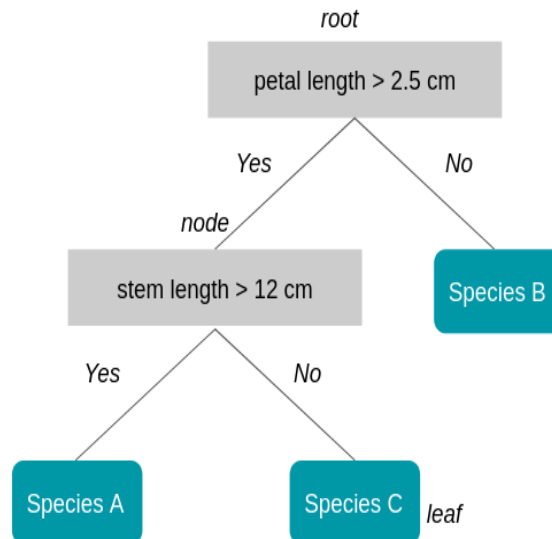 root
petal length > 2.5 cm
Yes
No
node
stem length > 12 cm
Species B
Yes
No
Species A
Species C
leaf